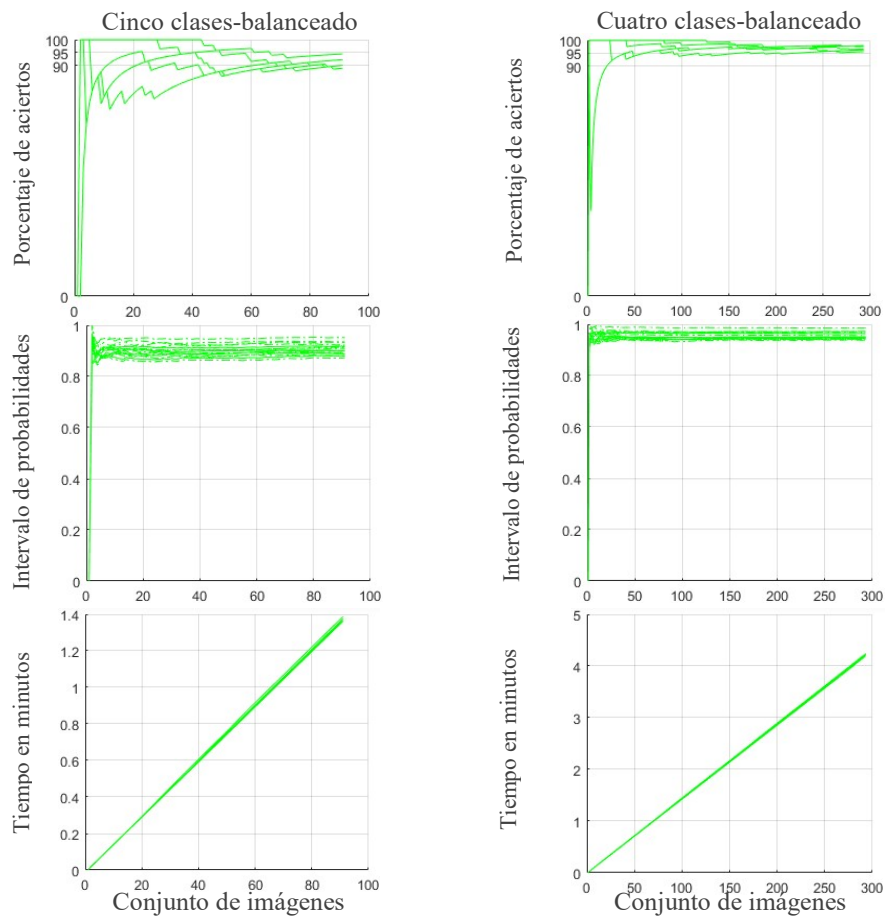 Cinco clases-balanceado
Porcentaje de aciertos
100
95
90
0
0 20 40 60 80 100
Cuatro clases-balanceado
Porcentaje de aciertos
100
95
90
0
0 50 100 150 200 250 300
Intervalo de probabilidades
1
0.8
0.6
0.4
0.2
0
0 20 40 60 80 100
Intervalo de probabilidades
1
0.8
0.6
0.4
0.2
0
0 50 100 150 200 250 300
Tiempo en minutos
1.4
1.2
1
0.8
0.6
0.4
0.2
0
0 20 40 60 80 100
Conjunto de imágenes
Tiempo en minutos
5
4
3
2
1
0
0 50 100 150 200 250 300
Conjunto de imágenes